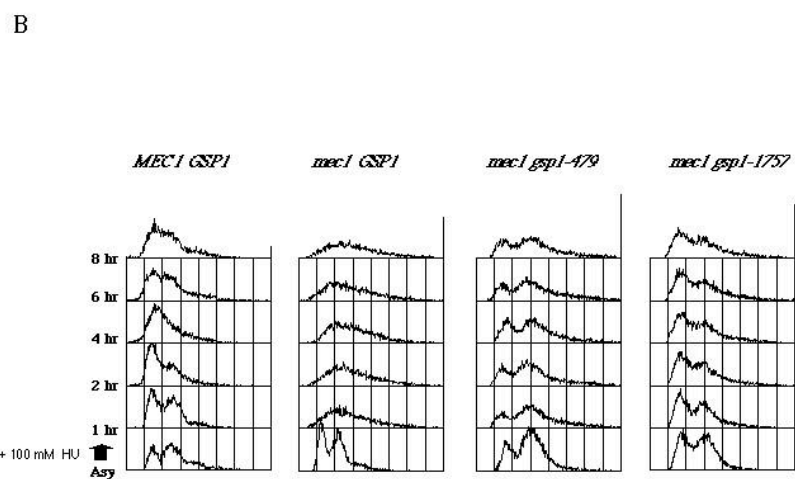 B
MEC1 GSP1 mec1 GSP1 mec1 gsp1-479 mec1 gsp1-1757
8 hr
6 hr
4 hr
2 hr
1 hr
+ 100 mM HU
Asy